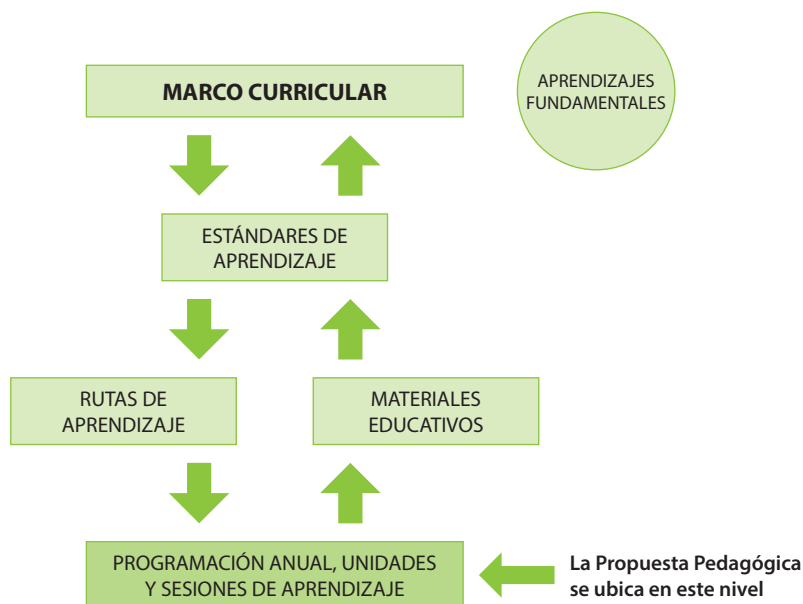 MARCO CURRICULAR
APRENDIZAJES
FUNDAMENTALES
ESTÁNDARES DE
APRENDIZAJE
RUTAS DE
APRENDIZAJE
MATERIALES
EDUCATIVOS
PROGRAMACIÓN ANUAL, UNIDADES
Y SESIONES DE APRENDIZAJE
La Propuesta Pedagógica
se ubica en este nivel